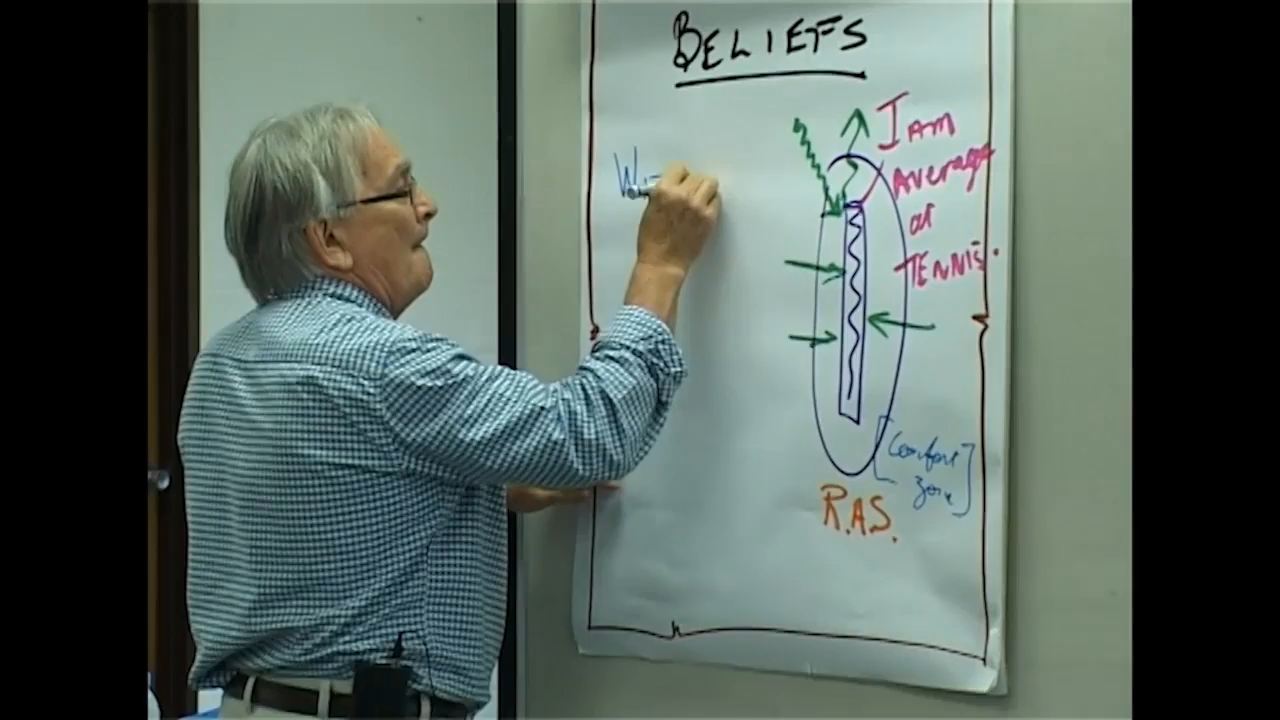 BELIEFS
I AM
AVerage
at
TENNIS.
[Comfort
Zone]
R.A.S.